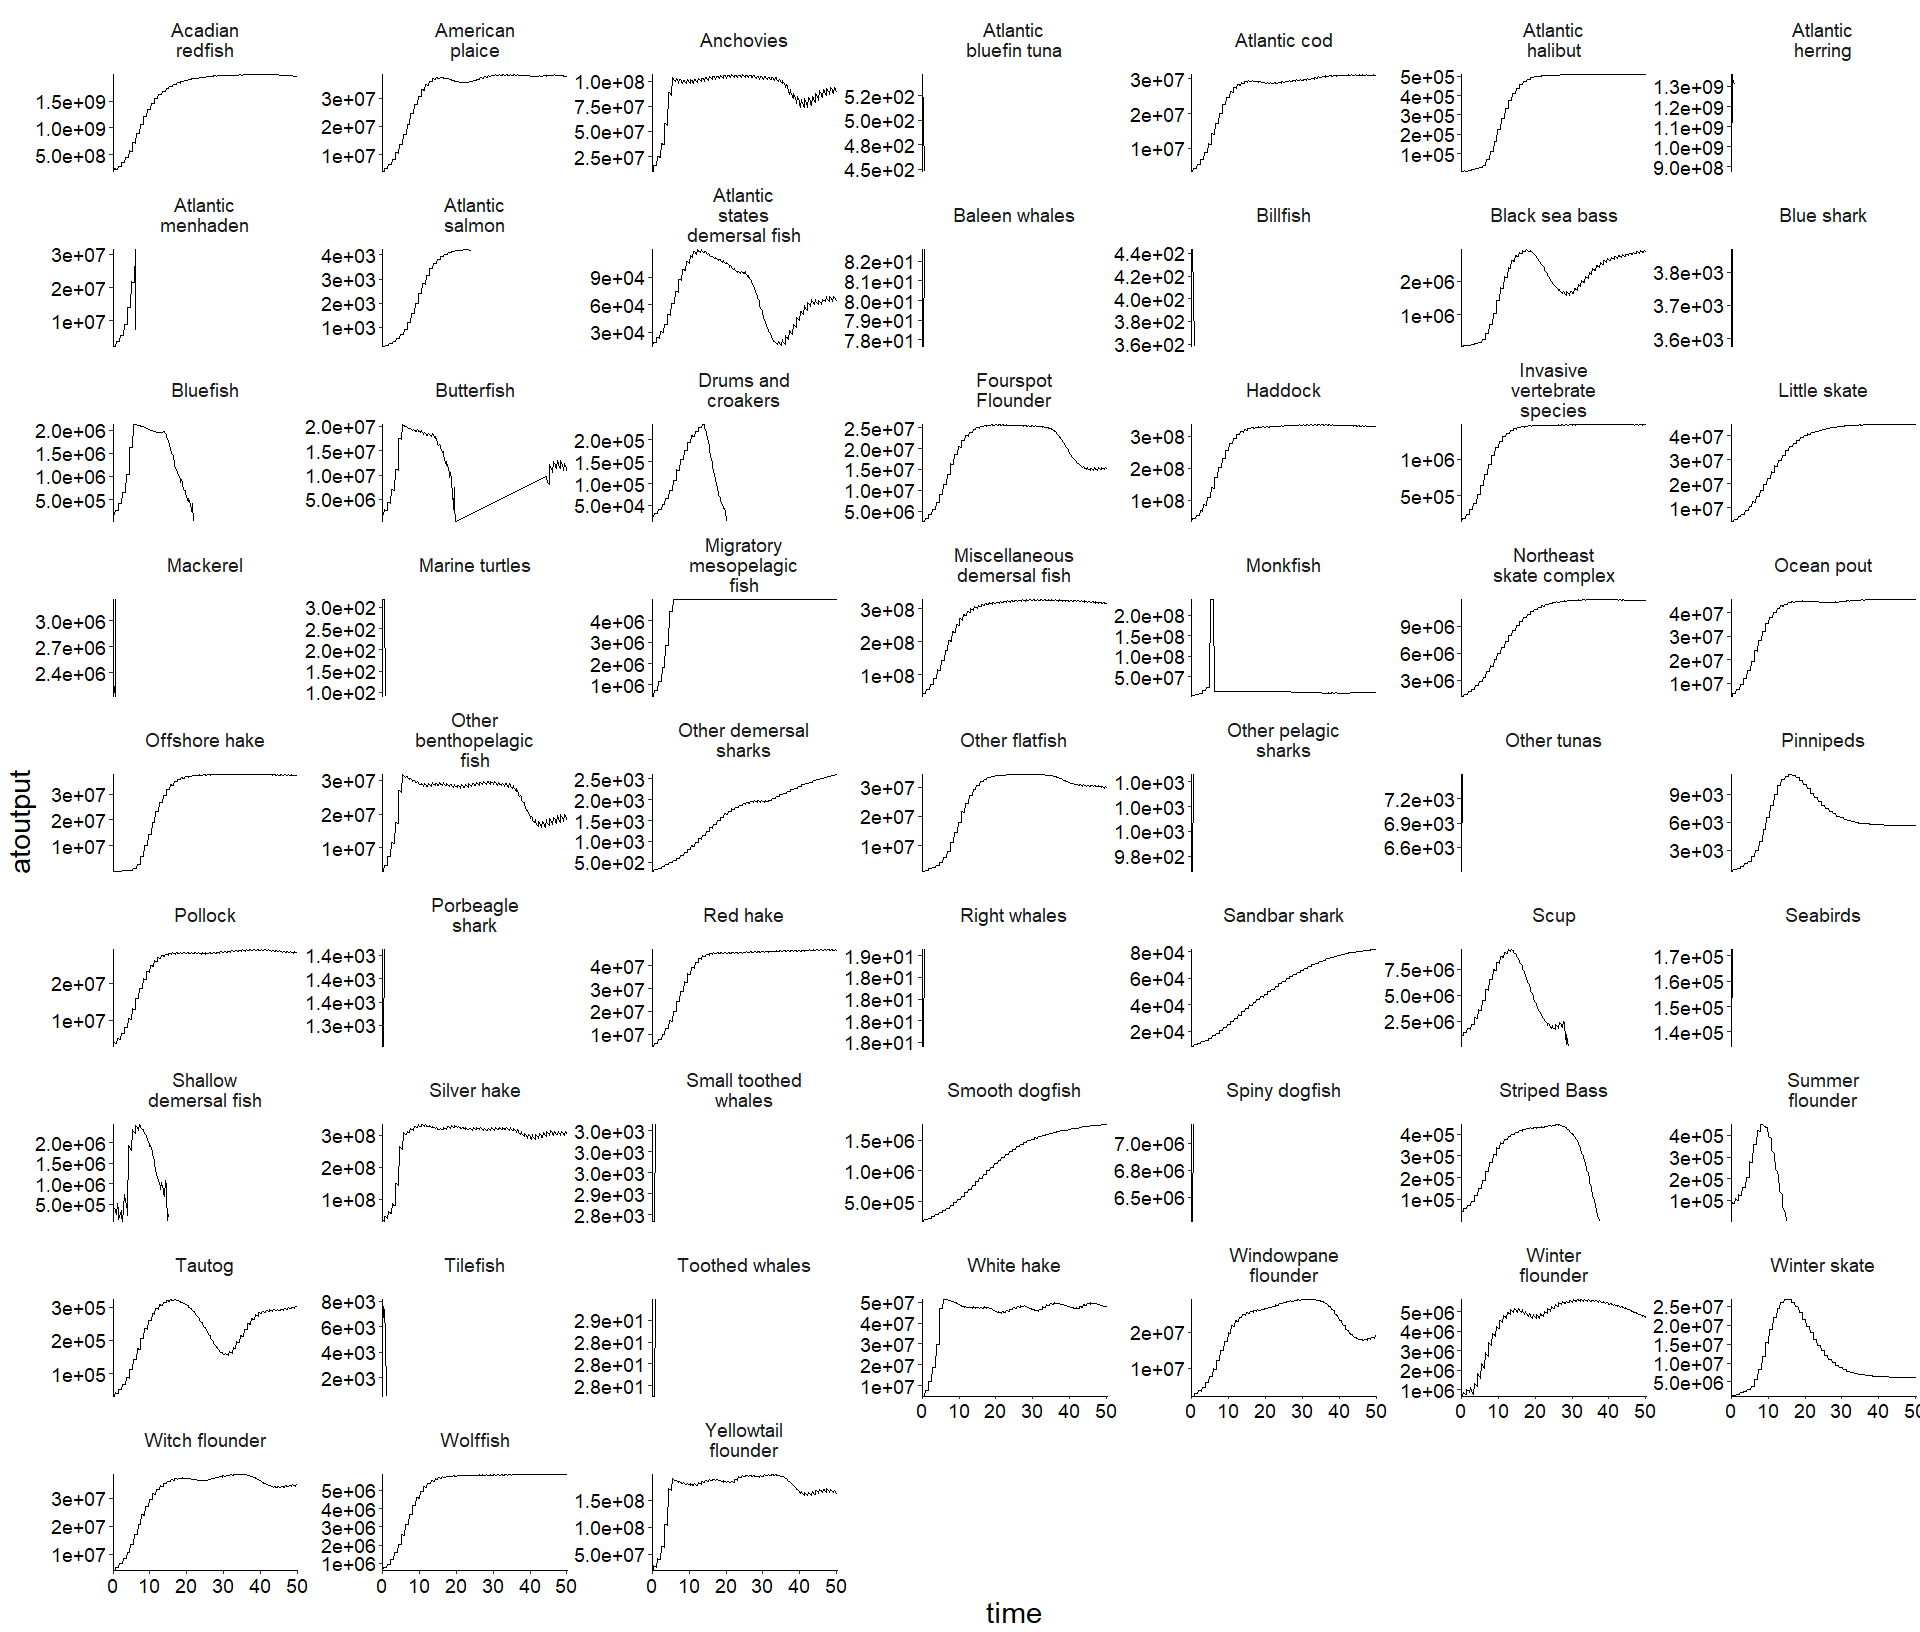 Acadian
redfish
American
plaice
Anchovies
Atlantic
bluefin tuna
Atlantic cod
Atlantic
halibut
Atlantic
herring
1.5e+09
1.0e+09
5.0e+08
3e+07
2e+07
1e+07
1.0e+08
7.5e+07
5.0e+07
2.5e+07
5.2e+02
5.0e+02
4.8e+02
4.5e+02
3e+07
2e+07
1e+07
5e+05
4e+05
3e+05
2e+05
1e+05
1.3e+09
1.2e+09
1.1e+09
1.0e+09
9.0e+08
Atlantic
menhaden
Atlantic
salmon
Atlantic
states
demersal fish
Baleen whales
Billfish
Black sea bass
Blue shark
3e+07
2e+07
1e+07
4e+03
3e+03
2e+03
1e+03
9e+04
6e+04
3e+04
8.2e+01
8.1e+01
8.0e+01
7.9e+01
7.8e+01
4.4e+02
4.2e+02
4.0e+02
3.8e+02
3.6e+02
2e+06
1e+06
3.8e+03
3.7e+03
3.6e+03
Bluefish
Butterfish
Drums and
croakers
Fourspot
Flounder
Haddock
Invasive
vertebrate
species
Little skate
2.0e+06
1.5e+06
1.0e+06
5.0e+05
2.0e+07
1.5e+07
1.0e+07
5.0e+06
2.0e+05
1.5e+05
1.0e+05
5.0e+04
2.5e+07
2.0e+07
1.5e+07
1.0e+07
5.0e+06
3e+08
2e+08
1e+08
1e+06
5e+05
4e+07
3e+07
2e+07
1e+07
Mackerel
Marine turtles
Migratory
mesopelagic
fish
Miscellaneous
demersal fish
Monkfish
Northeast
skate complex
Ocean pout
3.0e+06
2.7e+06
2.4e+06
3.0e+02
2.5e+02
2.0e+02
1.5e+02
1.0e+02
4e+06
3e+06
2e+06
1e+06
3e+08
2e+08
1e+08
2.0e+08
1.5e+08
1.0e+08
5.0e+07
9e+06
6e+06
3e+06
4e+07
3e+07
2e+07
1e+07
Offshore hake
Other
benthopelagic
fish
Other demersal
sharks
Other flatfish
Other pelagic
sharks
Other tunas
Pinnipeds
3e+07
2e+07
1e+07
3e+07
2e+07
1e+07
2.5e+03
2.0e+03
1.5e+03
1.0e+03
5.0e+02
3e+07
2e+07
1e+07
1.0e+03
1.0e+03
1.0e+03
9.8e+02
7.2e+03
6.9e+03
6.6e+03
9e+03
6e+03
3e+03
Pollock
Porbeagle
shark
Red hake
Right whales
Sandbar shark
Scup
Seabirds
2e+07
1e+07
1.4e+03
1.4e+03
1.4e+03
1.3e+03
4e+07
3e+07
2e+07
1e+07
1.9e+01
1.8e+01
1.8e+01
1.8e+01
1.8e+01
8e+04
6e+04
4e+04
2e+04
7.5e+06
5.0e+06
2.5e+06
1.7e+05
1.6e+05
1.5e+05
1.4e+05
Shallow
demersal fish
Silver hake
Small toothed
whales
Smooth dogfish
Spiny dogfish
Striped Bass
Summer
flounder
2.0e+06
1.5e+06
1.0e+06
5.0e+05
3e+08
2e+08
1e+08
3.0e+03
3.0e+03
3.0e+03
2.9e+03
2.8e+03
1.5e+06
1.0e+06
5.0e+05
7.0e+06
6.8e+06
6.5e+06
4e+05
3e+05
2e+05
1e+05
4e+05
3e+05
2e+05
1e+05
Tautog
Tilefish
Toothed whales
White hake
Windowpane
flounder
Winter
flounder
Winter skate
3e+05
2e+05
1e+05
8e+03
6e+03
4e+03
2e+03
2.9e+01
2.8e+01
2.8e+01
2.8e+01
5e+07
4e+07
3e+07
2e+07
1e+07
2e+07
1e+07
5e+06
4e+06
3e+06
2e+06
1e+06
2.5e+07
2.0e+07
1.5e+07
1.0e+07
5.0e+06
0 10 20 30 40 50
0 10 20 30 40 50
0 10 20 30 40 50
0 10 20 30 40 50
Witch flounder
Wolffish
Yellowtail
flounder
3e+07
2e+07
1e+07
5e+06
4e+06
3e+06
2e+06
1e+06
1.5e+08
1.0e+08
5.0e+07
0 10 20 30 40 50
0 10 20 30 40 50
0 10 20 30 40 50
atoutput
time